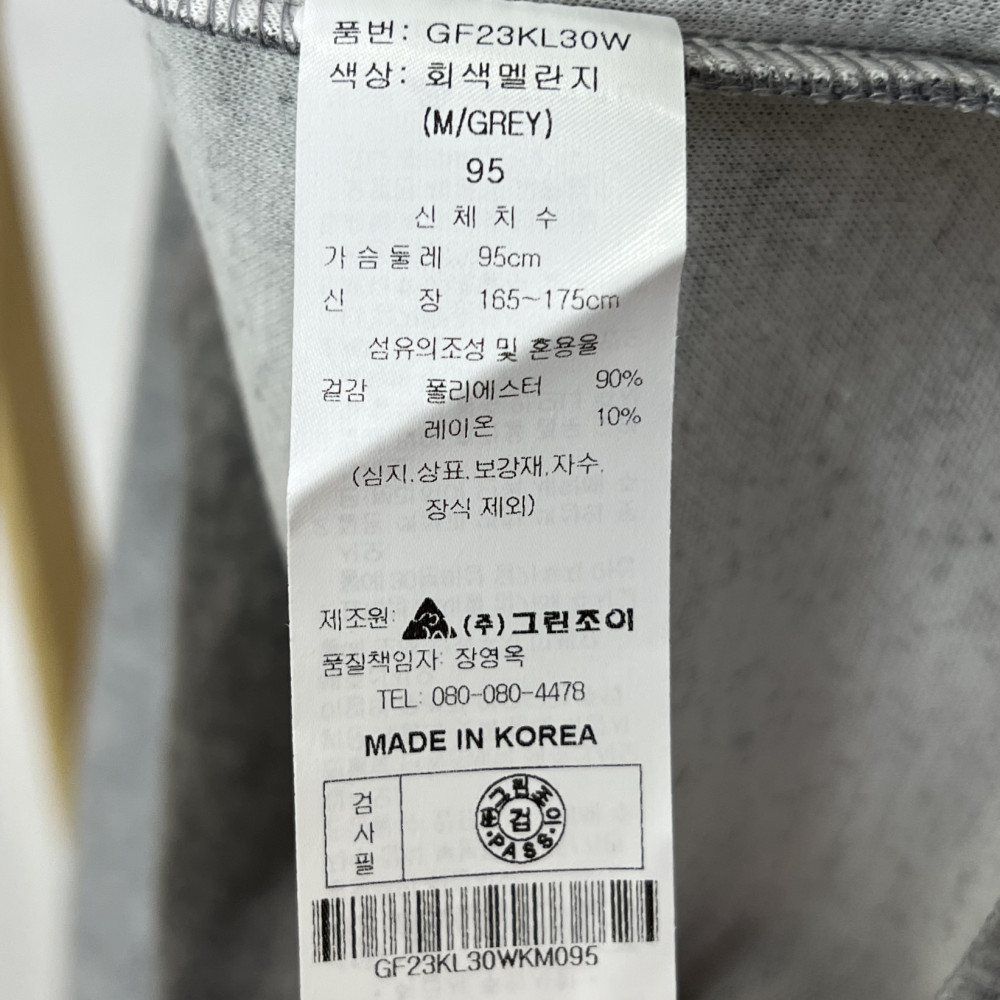 품번: GF23KL30W
색상: 회색멜란지
(M/GREY)
95
신 체 치 수
가슴둘레 95cm
신 장 165~175cm
섬유의조성 및 혼용율
겉감 폴리에스터 90%
레이온 10%
(심지.상표.보강재.자수.
장식 제외)
제조원: (주)그린조이
품질책임자: 장영옥
TEL: 080-080-4478
MADE IN KOREA
검사필
그린조이
검
PASS
GF23KL30WKM095